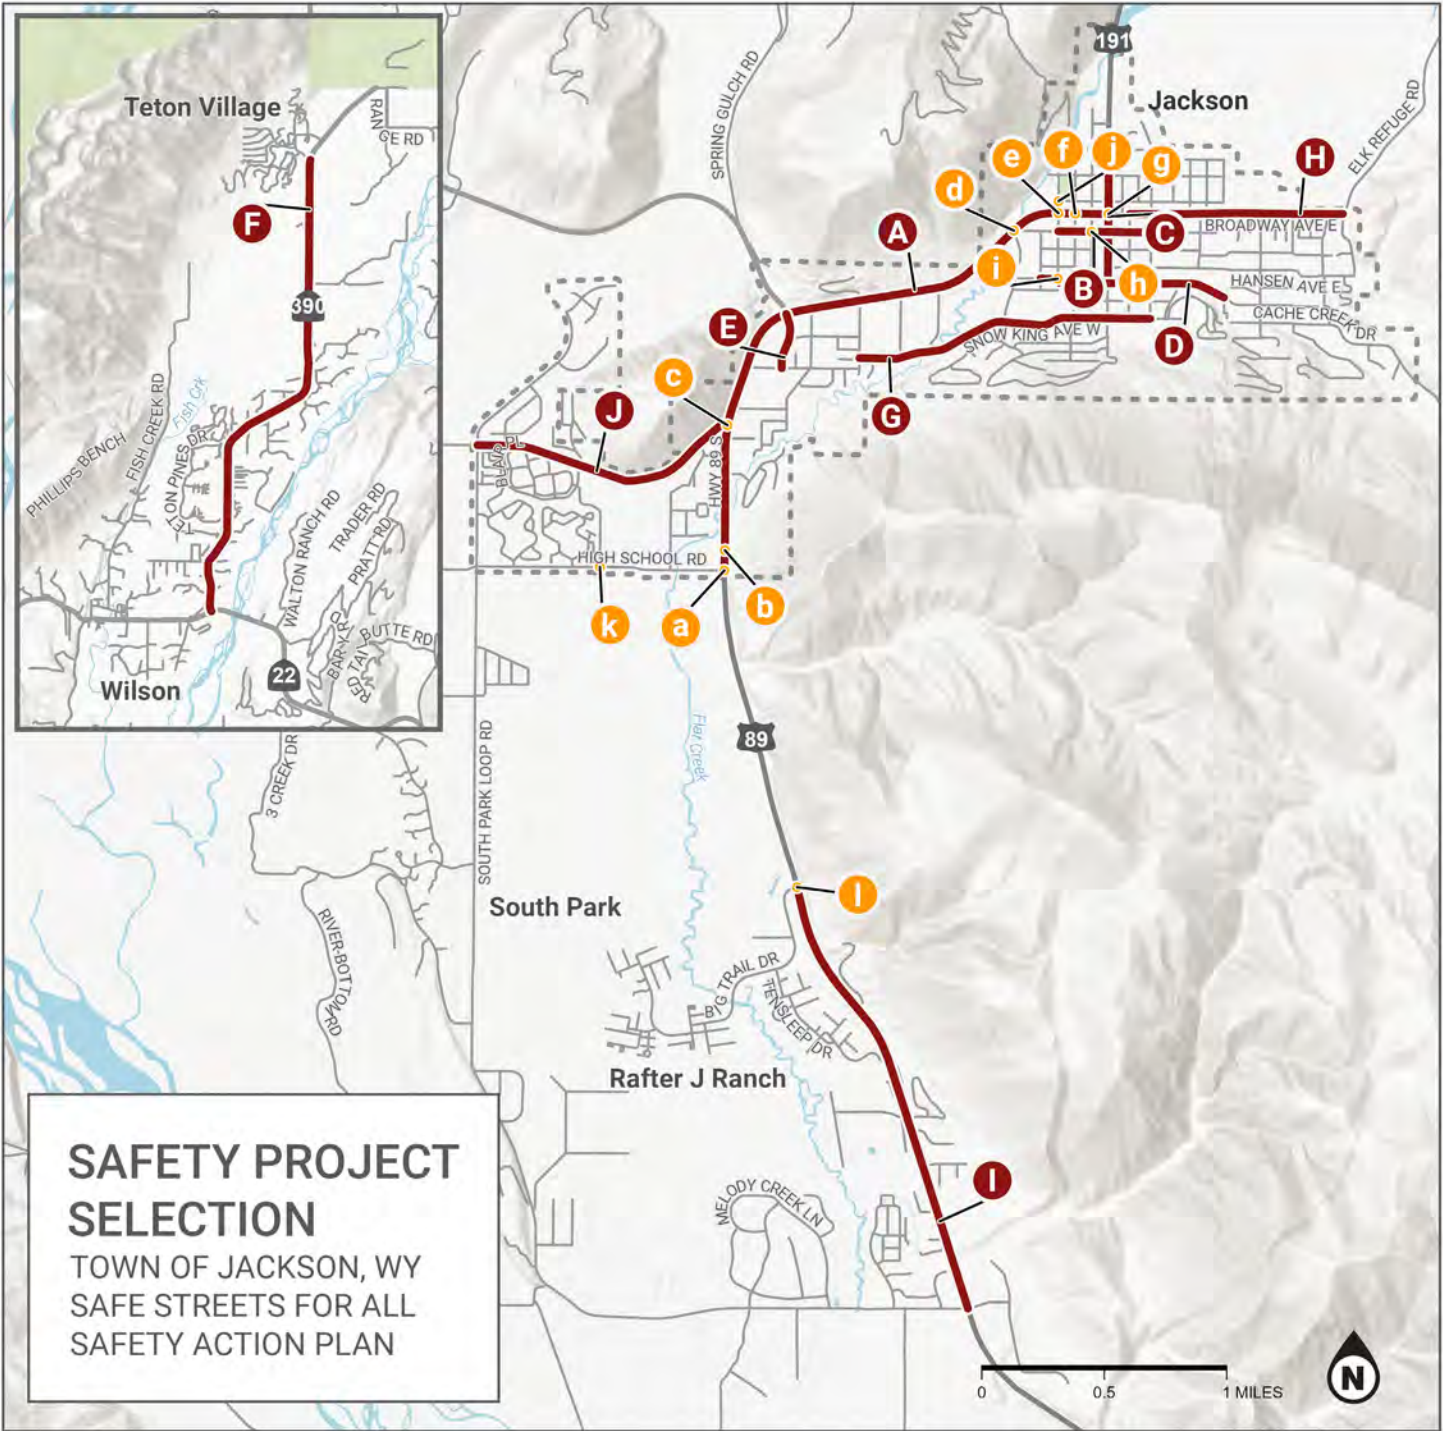 Teton Village
RANCE RD
F
390
FISH CREEK RD
Fish Crk
PHILLIPS BENCH
TETON PINES DR
WALTON RANCH RD
TRADER RD
PRATT RD
BAR Y RD
RED TAIL BUTTE RD
22
Wilson
191
Jackson
SPRING GULCH RD
ELK REFUGE RD
e
f
j
g
H
d
A
BROADWAY AVE E
C
i
B
h
HANSEN AVE E
CACHE CREEK DR
E
SNOW KING AVE W
D
c
J
G
BLAIR PL
HWY 89 S
HIGH SCHOOL RD
k
a
b
Flat Creek
89
3 CREEK DR
SOUTH PARK LOOP RD
l
South Park
RIVER-BOTTOM RD
BIG TRAIL DR
TENSLEEP DR
Rafter J Ranch
I
MELODY CREEK LN
SAFETY PROJECT
SELECTION
TOWN OF JACKSON, WY
SAFE STREETS FOR ALL
SAFETY ACTION PLAN
0 0.5 1 MILES
N